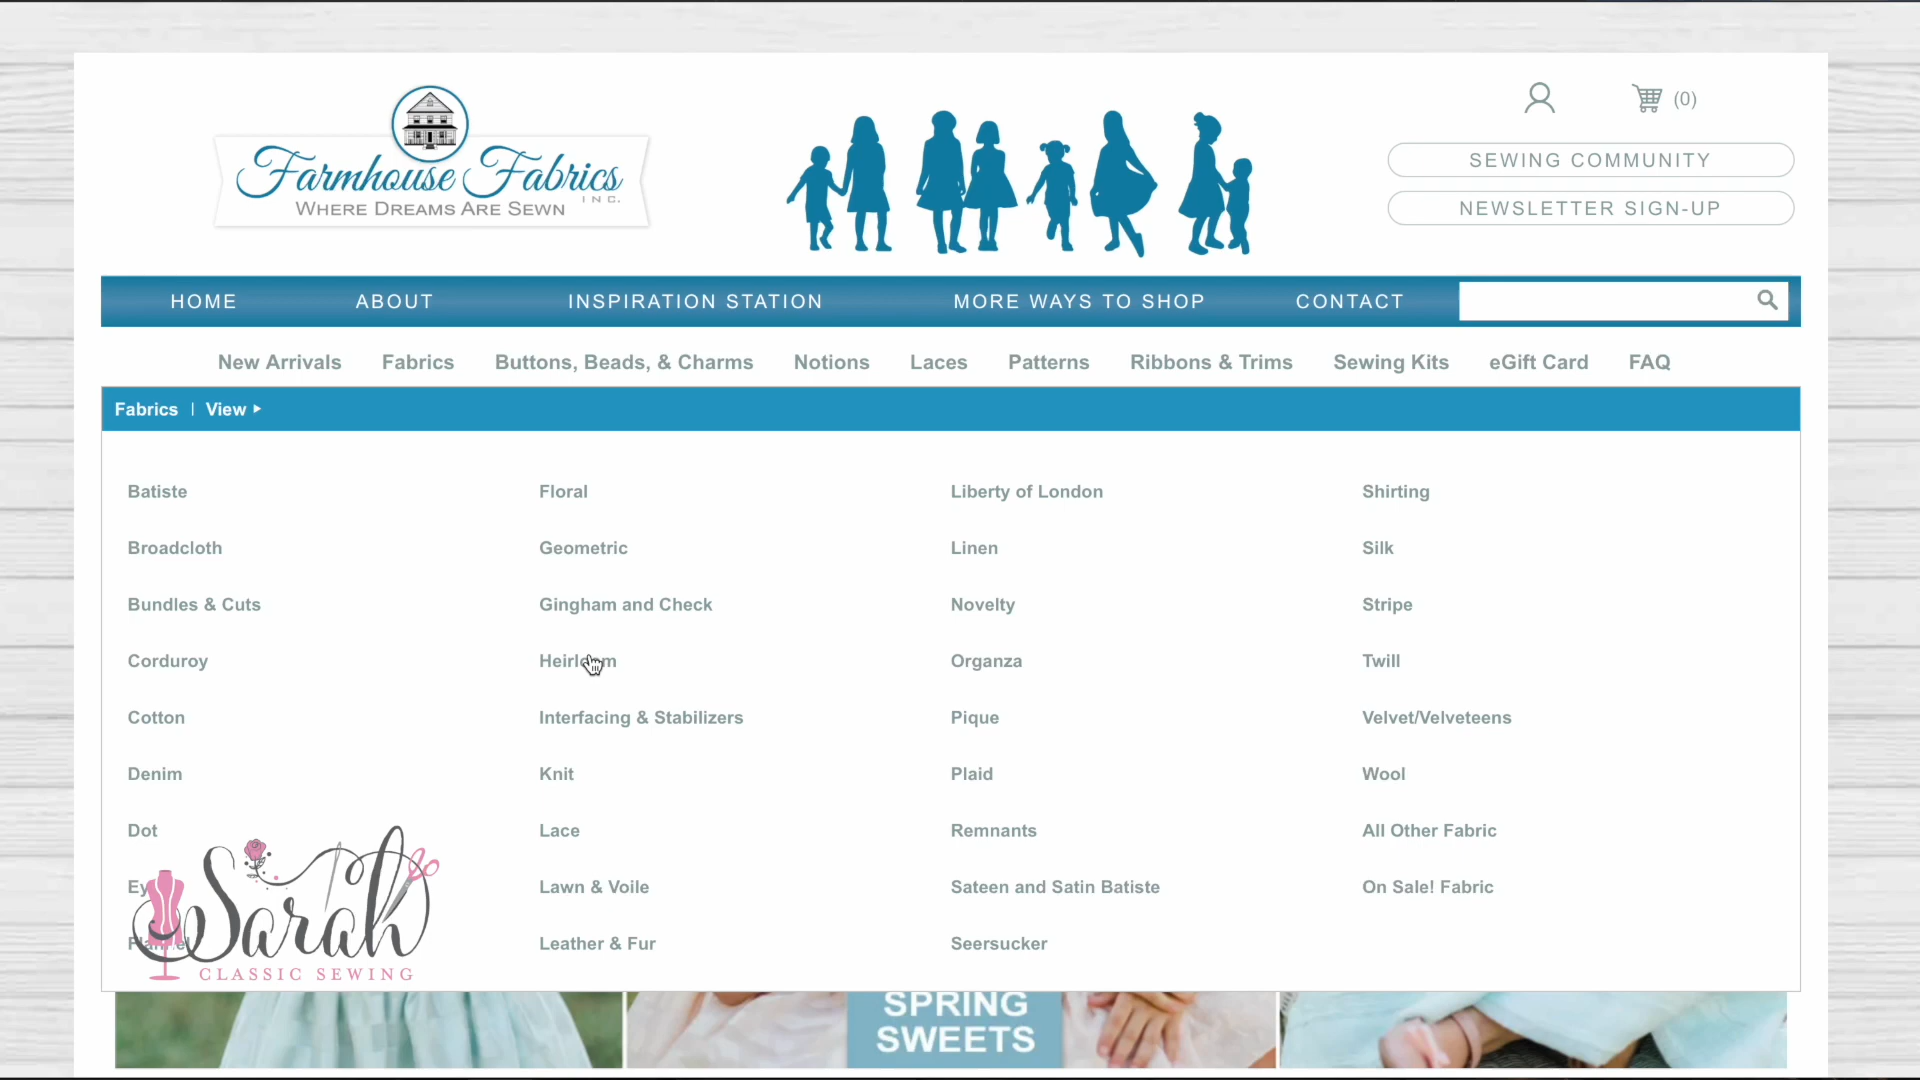 Farmhouse Fabrics
INC.
WHERE DREAMS ARE SEWN
(0)
SEWING COMMUNITY
NEWSLETTER SIGN-UP
HOME ABOUT INSPIRATION STATION MORE WAYS TO SHOP CONTACT
New Arrivals Fabrics Buttons, Beads, & Charms Notions Laces Patterns Ribbons & Trims Sewing Kits eGift Card FAQ
Fabrics | View
Batiste Floral Liberty of London Shirting
Broadcloth Geometric Linen Silk
Bundles & Cuts Gingham and Check Novelty Stripe
Corduroy Heirloom Organza Twill
Cotton Interfacing & Stabilizers Pique Velvet/Velveteens
Denim Knit Plaid Wool
Dot Lace Remnants All Other Fabric
Lawn & Voile Sateen and Satin Batiste On Sale! Fabric
Leather & Fur Seersucker
Sarah
CLASSIC SEWING
SPRING
SWEETS